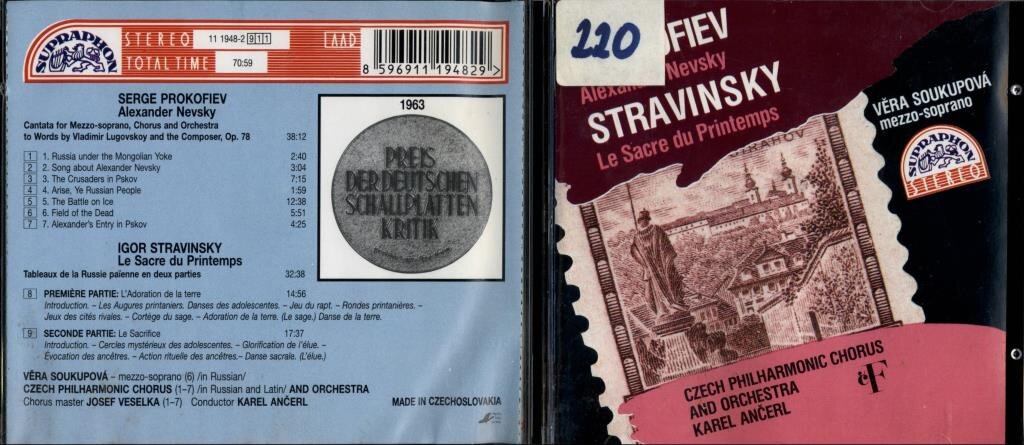 SUPRAPHON
STEREO
TOTAL TIME
11 1948-2 911
70:59
LAAD
8 596911 194829 >
SERGE PROKOFIEV
Alexander Nevsky
Cantata for Mezzo-soprano, Chorus and Orchestra
to Words by Vladimir Lugovskoy and the Composer, Op. 78 38:12
1 1. Russia under the Mongolian Yoke 2:40
2 2. Song about Alexander Nevsky 3:04
3 3. The Crusaders in Pskov 7:15
4 4. Arise, Ye Russian People 1:59
5 5. The Battle on Ice 12:38
6 6. Field of the Dead 5:51
7 7. Alexander's Entry in Pskov 4:25
IGOR STRAVINSKY
Le Sacre du Printemps
Tableaux de la Russie païenne en deux parties 32:38
8 PREMIÈRE PARTIE: L'Adoration de la terre 14:56
Introduction. – Les Augures printaniers. Danses des adolescentes. – Jeu du rapt. – Rondes printanières. –
Jeux des cités rivales. – Cortège du sage. – Adoration de la terre. (Le sage.) Danse de la terre.
9 SECONDE PARTIE: Le Sacrifice 17:37
Introduction. – Cercles mystérieux des adolescentes. – Glorification de l'élue. –
Évocation des ancêtres. – Action rituelle des ancêtres. – Danse sacrale. (L'élue.)
VĚRA SOUKUPOVÁ – mezzo-soprano (6) /in Russian/
CZECH PHILHARMONIC CHORUS (1–7) /in Russian and Latin/ AND ORCHESTRA
Chorus master JOSEF VESELKA (1–7) Conductor KAREL ANČERL
MADE IN CZECHOSLOVAKIA
1963
PREIS
DER DEUTSCHEN
SCHALLPLATTEN
KRITIK
220
OFIEV
Nevsky
STRAVINSKY
Le Sacre du Printemps
VĚRA SOUKUPOVÁ
mezzo-soprano
SUPRAPHON
STEREO
CZECH PHILHARMONIC CHORUS
AND ORCHESTRA
KAREL ANČERL